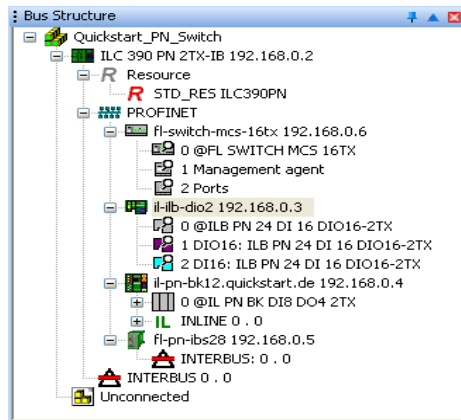 Bus Structure
Quickstart_PN_Switch
ILC 390 PN 2TX-IB 192.168.0.2
Resource
STD_RES ILC390PN
PROFINET
fl-switch-mcs-16tx 192.168.0.6
0 @FL SWITCH MCS 16TX
1 Management agent
2 Ports
il-ilb-dio2 192.168.0.3
0 @ILB PN 24 DI 16 DIO16-2TX
1 DIO16: ILB PN 24 DI 16 DIO16-2TX
2 DI16: ILB PN 24 DI 16 DIO16-2TX
il-pn-bk12.quickstart.de 192.168.0.4
0 @IL PN BK DI8 DO4 2TX
IL INLINE 0 . 0
fl-pn-ibs28 192.168.0.5
INTERBUS: 0 . 0
INTERBUS 0 . 0
Unconnected